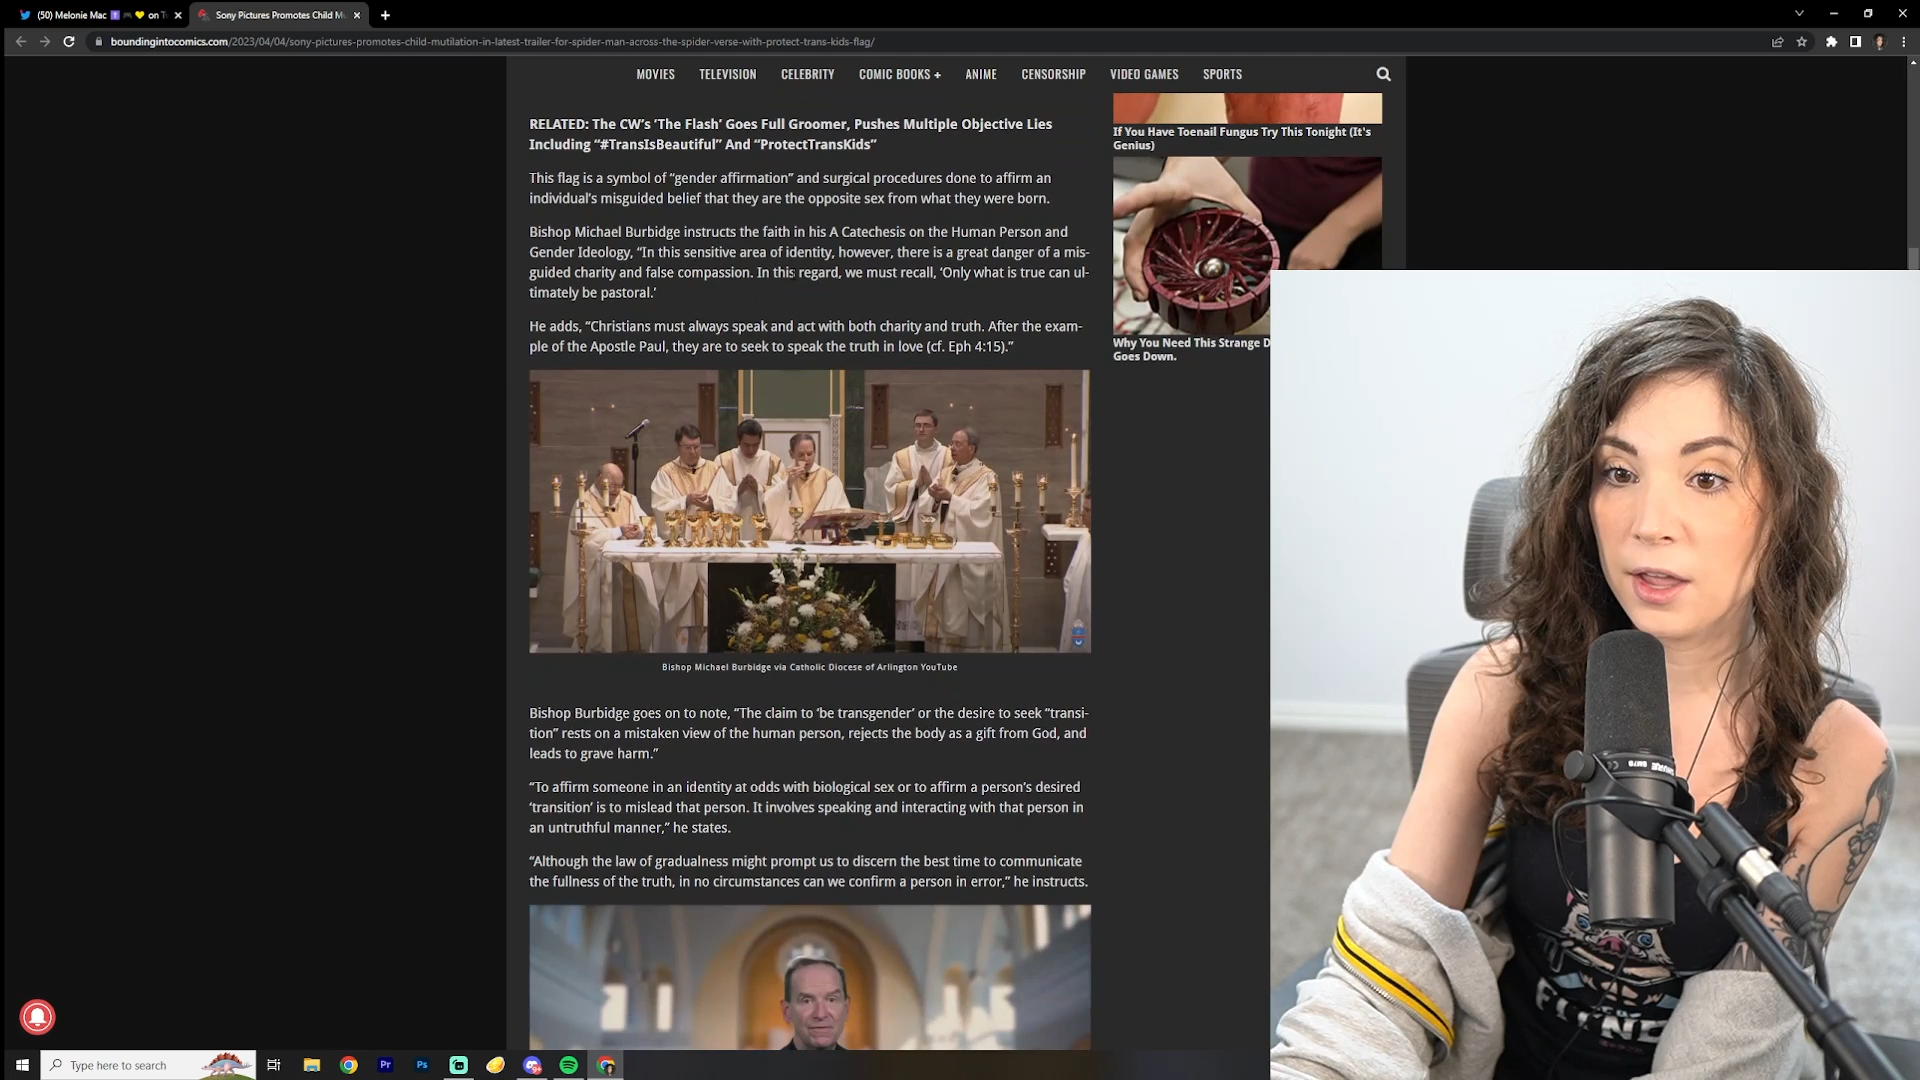 (50) Melonie Mac
on T
Sony Pictures Promotes Child M
boundingintocomics.com/2023/04/04/sony-pictures-promotes-child-mutilation-in-latest-trailer-for-spider-man-across-the-spider-verse-with-protect-trans-kids-flag/
MOVIES TELEVISION CELEBRITY COMIC BOOKS + ANIME CENSORSHIP VIDEO GAMES SPORTS
RELATED: The CW's 'The Flash' Goes Full Groomer, Pushes Multiple Objective Lies
Including “#TransIsBeautiful” And “ProtectTransKids”
This flag is a symbol of “gender affirmation” and surgical procedures done to affirm an
individual's misguided belief that they are the opposite sex from what they were born.
Bishop Michael Burbidge instructs the faith in his A Catechesis on the Human Person and
Gender Ideology, “In this sensitive area of identity, however, there is a great danger of a mis-
guided charity and false compassion. In this regard, we must recall, ‘Only what is true can ul-
timately be pastoral.’
He adds, “Christians must always speak and act with both charity and truth. After the exam-
ple of the Apostle Paul, they are to seek to speak the truth in love (cf. Eph 4:15).”
Bishop Michael Burbidge via Catholic Diocese of Arlington YouTube
Bishop Burbidge goes on to note, “The claim to ‘be transgender’ or the desire to seek “transi-
tion” rests on a mistaken view of the human person, rejects the body as a gift from God, and
leads to grave harm.”
“To affirm someone in an identity at odds with biological sex or to affirm a person's desired
‘transition’ is to mislead that person. It involves speaking and interacting with that person in
an untruthful manner,” he states.
“Although the law of gradualness might prompt us to discern the best time to communicate
the fullness of the truth, in no circumstances can we confirm a person in error,” he instructs.
If You Have Toenail Fungus Try This Tonight (It's
Genius)
Why You Need This Strange D
Goes Down.
Type here to search
Pr
Ps